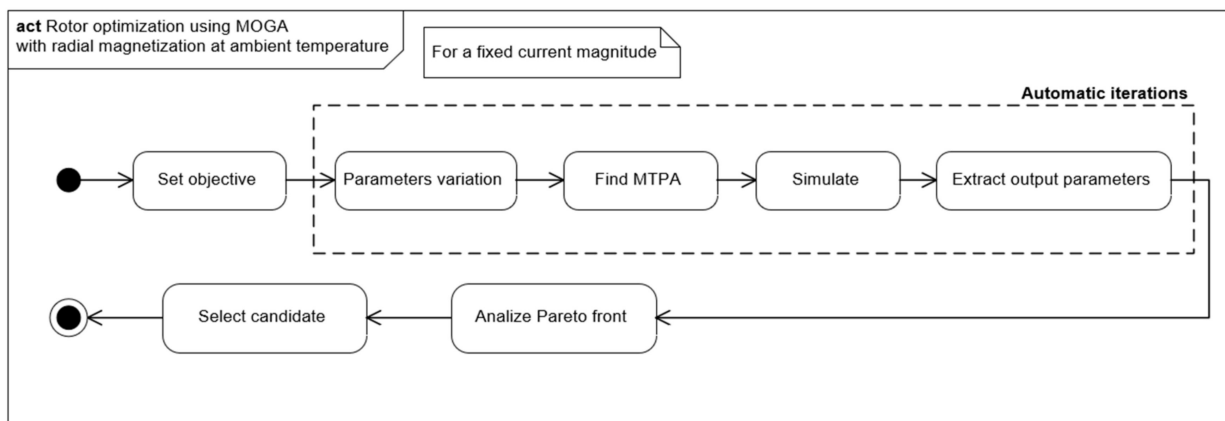 act Rotor optimization using MOGA
with radial magnetization at ambient temperature
For a fixed current magnitude
Automatic iterations
Set objective
Parameters variation
Find MTPA
Simulate
Extract output parameters
Select candidate
Analize Pareto front